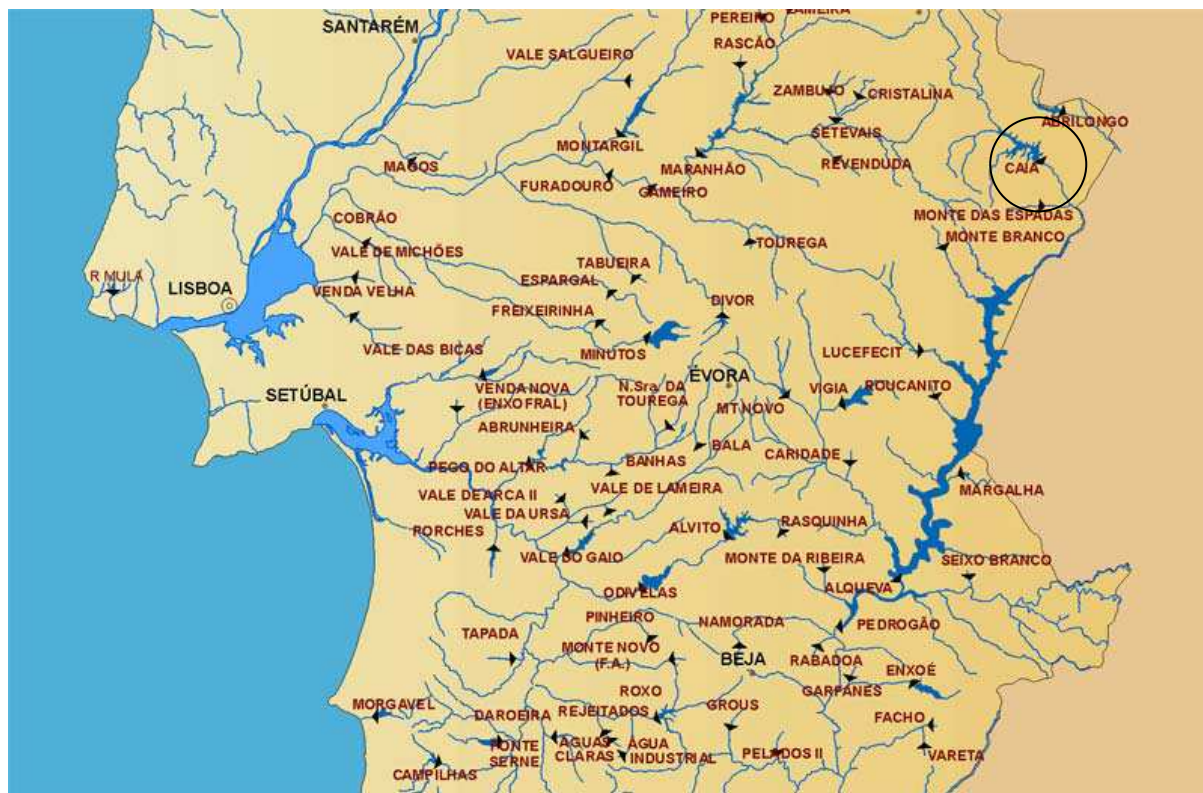 PEREIRO
SANTARÉM
RASCÃO
VALE SALGUEIRO
ZAMBUJO
CRISTALINA
ABRILONGO
SETEVAIS
MONTARGIL
MAGOS
MARANHÃO
REVENDUDA
CAIA
FURADOURO
GAMEIRO
COBRÃO
MONTE DAS ESPADAS
MONTE BRANCO
VALE DE MICHÕES
TOUREGA
R MULA
TABUEIRA
ESPARGAL
LISBOA
VENDA VELHA
DIVOR
FREIXEIRINHA
VALE DAS BICAS
MINUTOS
LUCEFECIT
ÉVORA
SETÚBAL
VENDA NOVA
(ENXOFRAL)
N.Sra. DA
TOUREGA
VIGIA
ROUCANITO
MT NOVO
ABRUNHEIRA
BALA
CARIDADE
PEGO DO ALTAR
BANHAS
MARGALHA
VALE DE ARCA II
VALE DE LAMEIRA
VALE DA URSA
PORCHES
ALVITO
RASQUINHA
VALE DO GAIO
MONTE DA RIBEIRA
SEIXO BRANCO
ALQUEVA
ODIVELAS
PINHEIRO
NAMORADA
PEDROGÃO
TAPADA
MONTE NOVO
(F.A.)
BEJA
RABADOA
ENXOÉ
GARFANES
MORGAVEL
ROXO
DAROEIRA
REJEITADOS
GROUS
FACHO
FONTE
SERNE
AGUAS
CLARAS
ÁGUA
INDUSTRIAL
PELADOS II
VARETA
CAMPILHAS